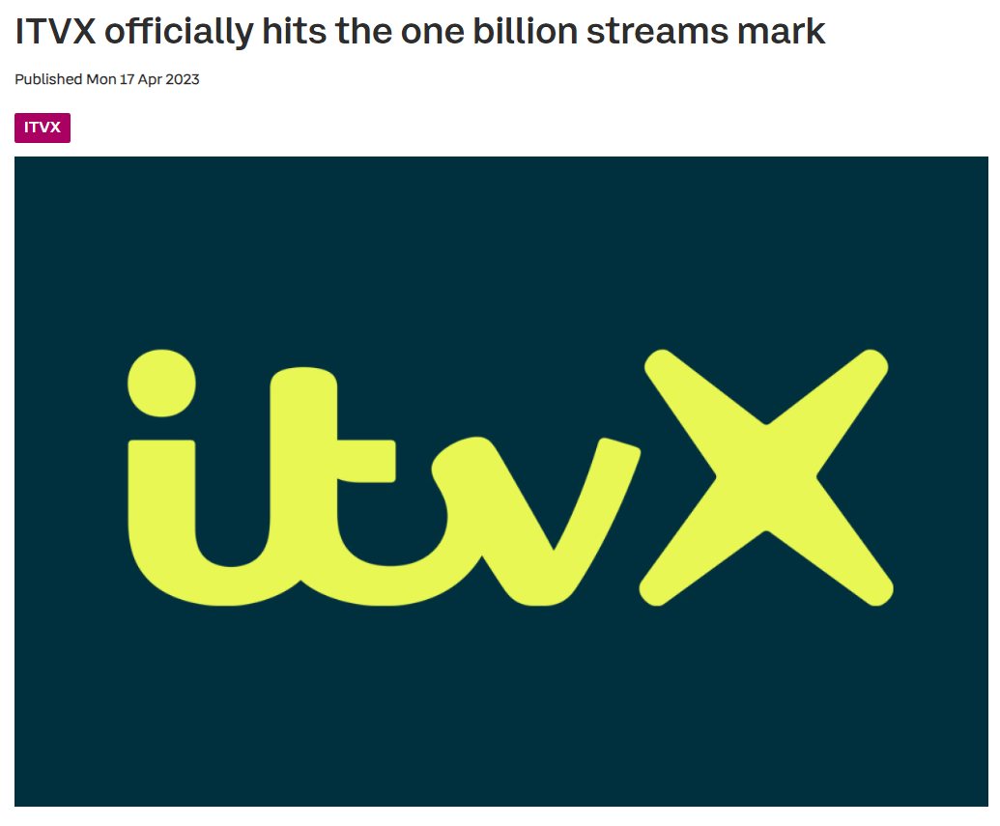 ITVX officially hits the one billion streams mark
Published Mon 17 Apr 2023
ITVX
itvX